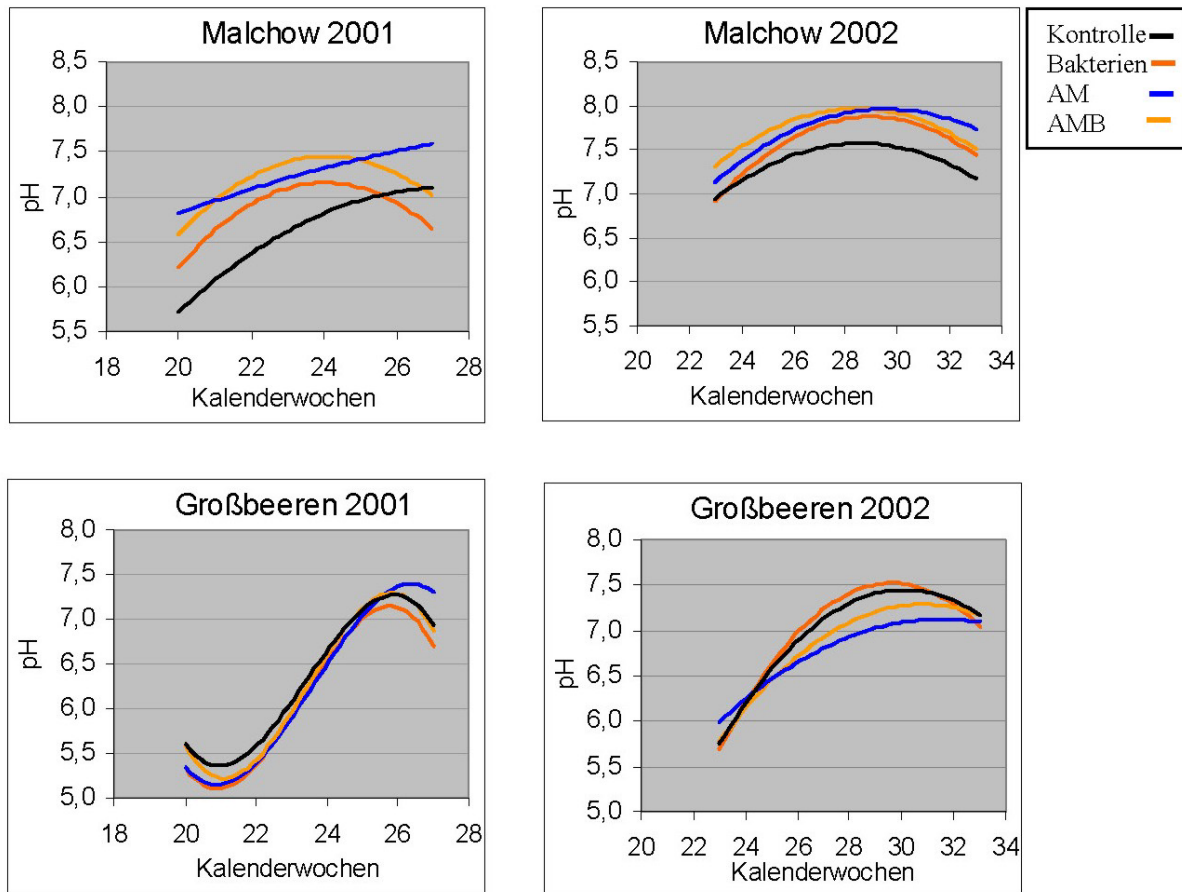 Malchow 2001
8,5
8,0
7,5
7,0
6,5
6,0
5,5
pH
18 20 22 24 26 28
Kalenderwochen
Malchow 2002
8,5
8,0
7,5
7,0
6,5
6,0
5,5
pH
20 22 24 26 28 30 32 34
Kalenderwochen
Kontrolle
Bakterien
AM
AMB
Großbeeren 2001
8,0
7,5
7,0
6,5
6,0
5,5
5,0
pH
18 20 22 24 26 28
Kalenderwochen
Großbeeren 2002
8,0
7,5
7,0
6,5
6,0
5,5
5,0
pH
20 22 24 26 28 30 32 34
Kalenderwochen